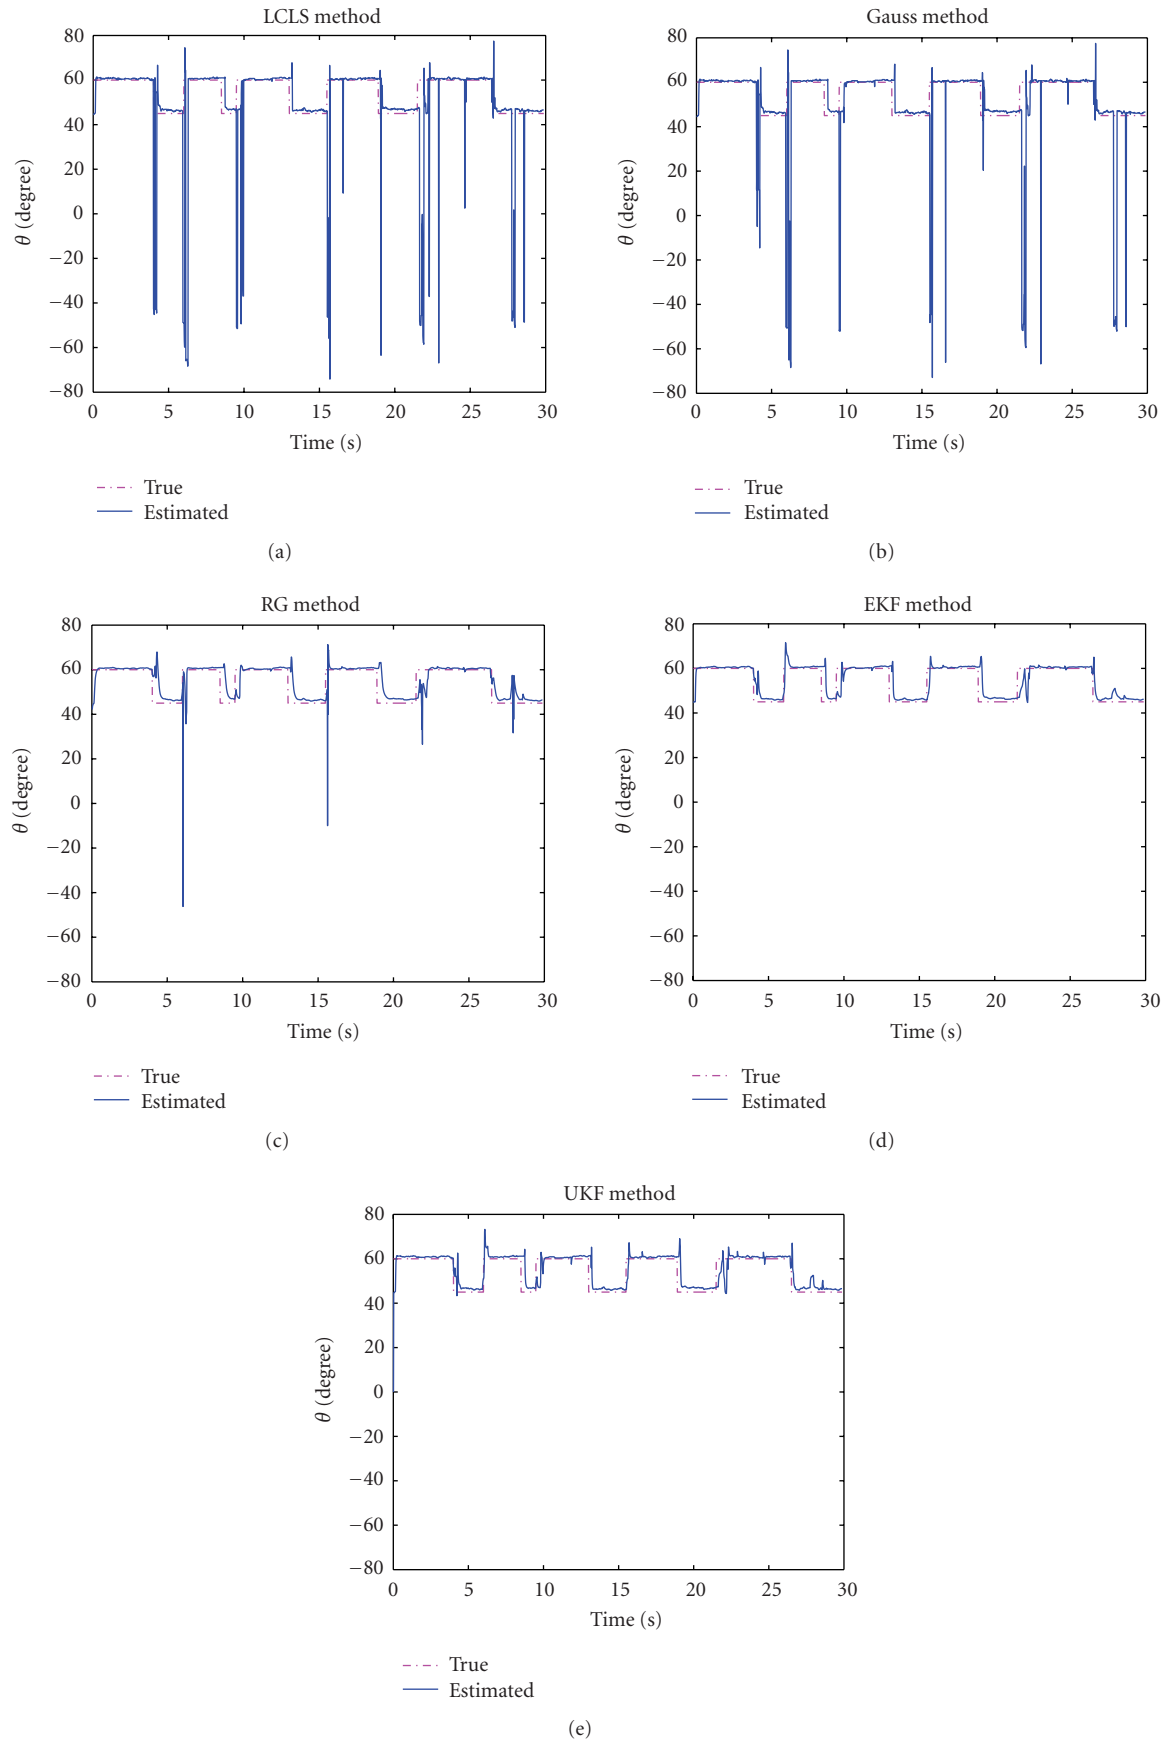 LCLS method
80
60
40
20
0
−20
−40
−60
−80
θ (degree)
0 5 10 15 20 25 30
Time (s)
True
Estimated
(a)
Gauss method
80
60
40
20
0
−20
−40
−60
−80
θ (degree)
0 5 10 15 20 25 30
Time (s)
True
Estimated
(b)
RG method
80
60
40
20
0
−20
−40
−60
−80
θ (degree)
0 5 10 15 20 25 30
Time (s)
True
Estimated
(c)
EKF method
80
60
40
20
0
−20
−40
−60
−80
θ (degree)
0 5 10 15 20 25 30
Time (s)
True
Estimated
(d)
UKF method
80
60
40
20
0
−20
−40
−60
−80
θ (degree)
0 5 10 15 20 25 30
Time (s)
True
Estimated
(e)